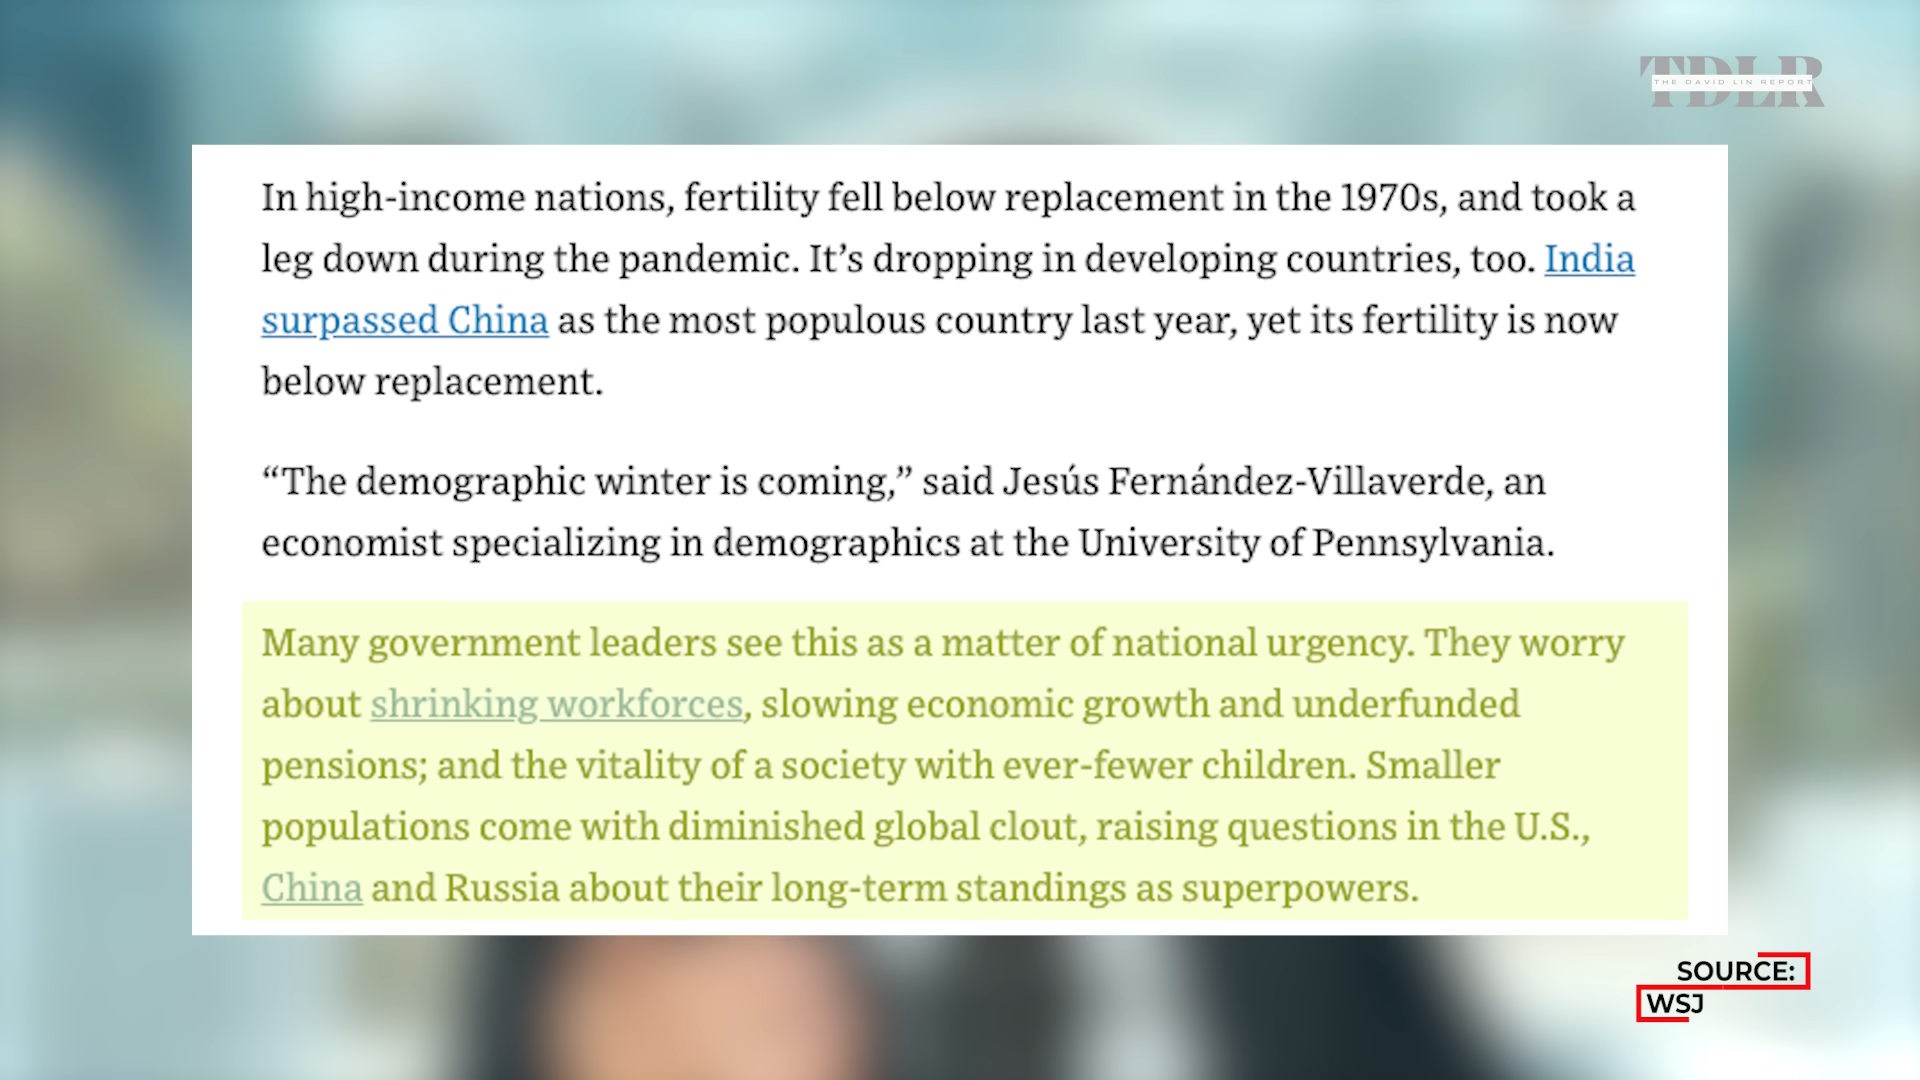 TDLR
THE DAVID LIN REPORT
In high-income nations, fertility fell below replacement in the 1970s, and took a
leg down during the pandemic. It’s dropping in developing countries, too. India
surpassed China as the most populous country last year, yet its fertility is now
below replacement.
“The demographic winter is coming,” said Jesús Fernández-Villaverde, an
economist specializing in demographics at the University of Pennsylvania.
Many government leaders see this as a matter of national urgency. They worry
about shrinking workforces, slowing economic growth and underfunded
pensions; and the vitality of a society with ever-fewer children. Smaller
populations come with diminished global clout, raising questions in the U.S.,
China and Russia about their long-term standings as superpowers.
SOURCE:
WSJ